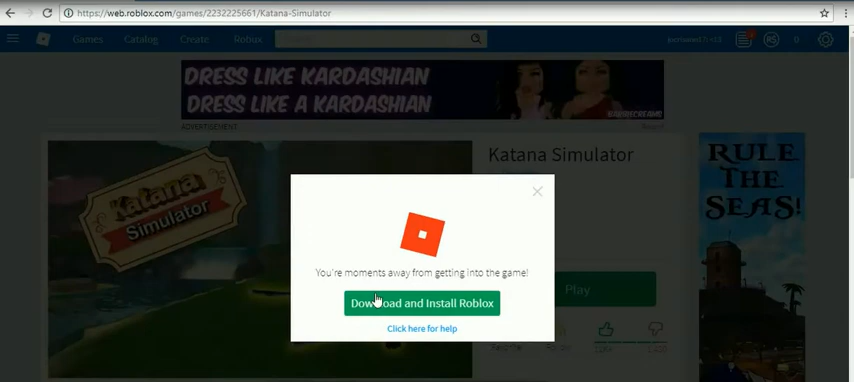 https://web.roblox.com/games/2232225661/Katana-Simulator
Games Catalog Create Robux
R$ 0
DRESS LIKE KARDASHIAN
DRESS LIKE A KARDASHIAN
ADVERTISEMENT
Katana Simulator
Katana
Simulator
RULE
THE
SEAS!
You're moments away from getting into the game!
Download and Install Roblox
Click here for help
Play
Favorite